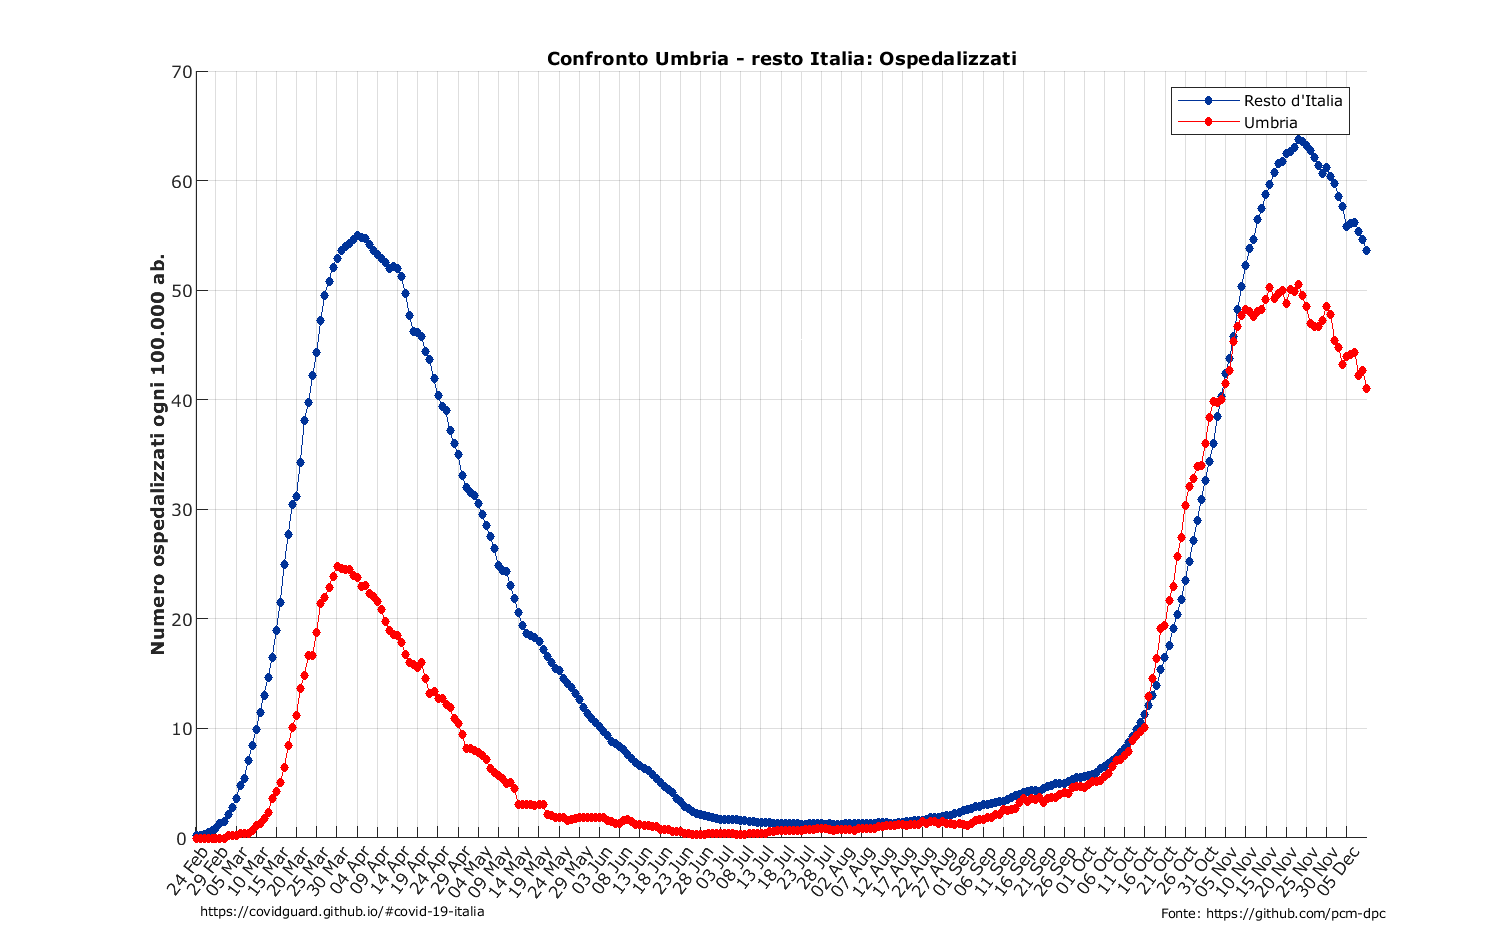 Confronto Umbria - resto Italia: Ospedalizzati
Resto d'Italia
Umbria
Numero ospedalizzati ogni 100.000 ab.
70
60
50
40
30
20
10
0
24 Feb
29 Feb
05 Mar
10 Mar
15 Mar
20 Mar
25 Mar
30 Mar
04 Apr
09 Apr
14 Apr
19 Apr
24 Apr
29 Apr
04 May
09 May
14 May
19 May
24 May
29 May
03 Jun
08 Jun
13 Jun
18 Jun
23 Jun
28 Jun
03 Jul
08 Jul
13 Jul
18 Jul
23 Jul
28 Jul
02 Aug
07 Aug
12 Aug
17 Aug
22 Aug
27 Aug
01 Sep
06 Sep
11 Sep
16 Sep
21 Sep
26 Sep
01 Oct
06 Oct
11 Oct
16 Oct
21 Oct
26 Oct
31 Oct
05 Nov
10 Nov
15 Nov
20 Nov
25 Nov
30 Nov
05 Dec
https://covidguard.github.io/#covid-19-italia
Fonte: https://github.com/pcm-dpc